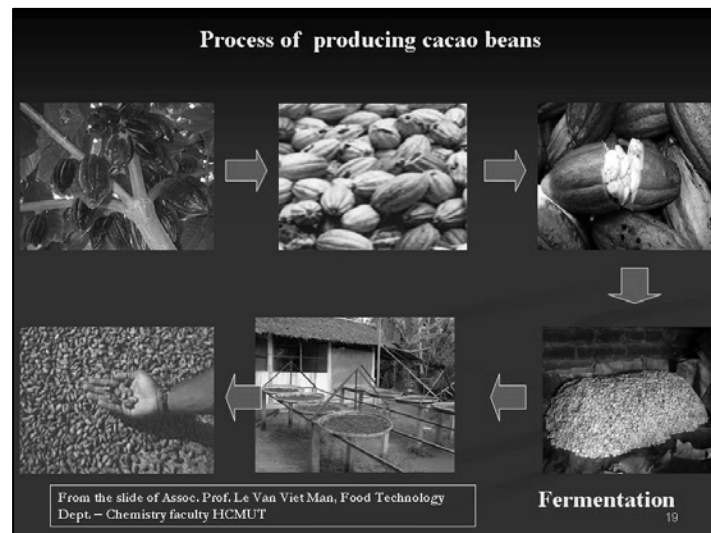 Process of producing cacao beans
From the slide of Assoc. Prof. Le Van Viet Man, Food Technology
Dept. – Chemistry faculty HCMUT
Fermentation
19